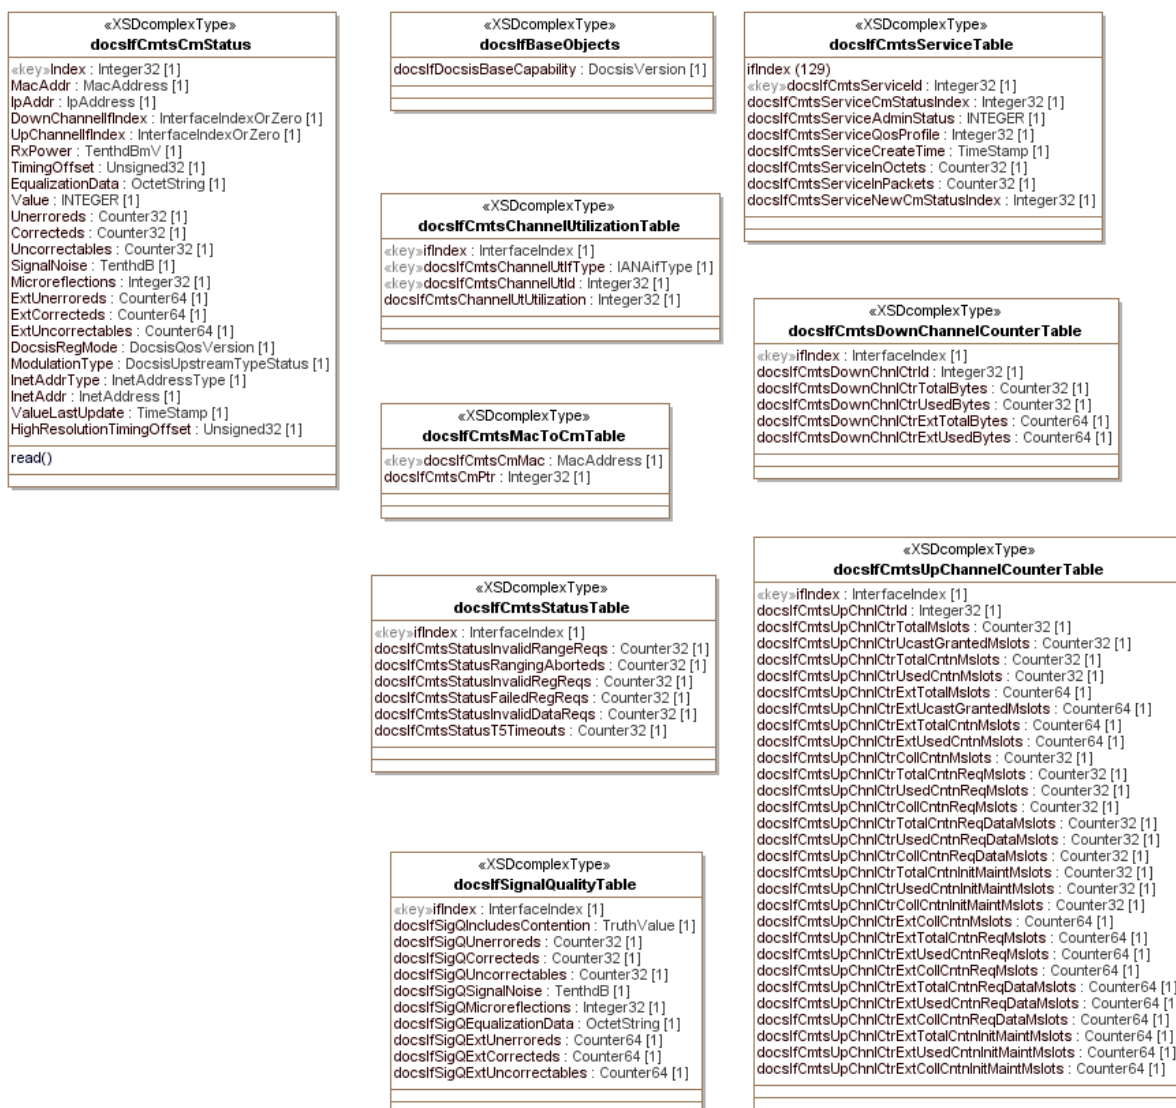 «XSDcomplexType»
docsIfCmtsCmStatus
«key»Index : Integer32 [1]
MacAddr : MacAddress [1]
IpAddr : IpAddress [1]
DownChannelIfIndex : InterfaceIndexOrZero [1]
UpChannelIfIndex : InterfaceIndexOrZero [1]
RxPower : TenthdBmV [1]
TimingOffset : Unsigned32 [1]
EqualizationData : OctetString [1]
Value : INTEGER [1]
Unerroreds : Counter32 [1]
Correcteds : Counter32 [1]
Uncorrectables : Counter32 [1]
SignalNoise : TenthdB [1]
Microreflections : Integer32 [1]
ExtUnerroreds : Counter64 [1]
ExtCorrecteds : Counter64 [1]
ExtUncorrectables : Counter64 [1]
DocsisRegMode : DocsisQosVersion [1]
ModulationType : DocsisUpstreamTypeStatus [1]
InetAddrType : InetAddressType [1]
InetAddr : InetAddress [1]
ValueLastUpdate : TimeStamp [1]
HighResolutionTimingOffset : Unsigned32 [1]
read()
«XSDcomplexType»
docsIfBaseObjects
docsIfDocsisBaseCapability : DocsisVersion [1]
«XSDcomplexType»
docsIfCmtsChannelUtilizationTable
«key»ifIndex : InterfaceIndex [1]
«key»docsIfCmtsChannelUtIfType : IANAifType [1]
«key»docsIfCmtsChannelUtId : Integer32 [1]
docsIfCmtsChannelUtUtilization : Integer32 [1]
«XSDcomplexType»
docsIfCmtsMacToCmTable
«key»docsIfCmtsCmMac : MacAddress [1]
docsIfCmtsCmPtr : Integer32 [1]
«XSDcomplexType»
docsIfCmtsStatusTable
«key»ifIndex : InterfaceIndex [1]
docsIfCmtsStatusInvalidRangeReqs : Counter32 [1]
docsIfCmtsStatusRangingAborteds : Counter32 [1]
docsIfCmtsStatusInvalidRegReqs : Counter32 [1]
docsIfCmtsStatusFailedRegReqs : Counter32 [1]
docsIfCmtsStatusInvalidDataReqs : Counter32 [1]
docsIfCmtsStatusT5Timeouts : Counter32 [1]
«XSDcomplexType»
docsIfSignalQualityTable
«key»ifIndex : InterfaceIndex [1]
docsIfSigQIncludesContention : TruthValue [1]
docsIfSigQUnerroreds : Counter32 [1]
docsIfSigQCorrecteds : Counter32 [1]
docsIfSigQUncorrectables : Counter32 [1]
docsIfSigQSignalNoise : TenthdB [1]
docsIfSigQMicroreflections : Integer32 [1]
docsIfSigQEqualizationData : OctetString [1]
docsIfSigQExtUnerroreds : Counter64 [1]
docsIfSigQExtCorrecteds : Counter64 [1]
docsIfSigQExtUncorrectables : Counter64 [1]
«XSDcomplexType»
docsIfCmtsServiceTable
ifIndex (129)
«key»docsIfCmtsServiceId : Integer32 [1]
docsIfCmtsServiceCmStatusIndex : Integer32 [1]
docsIfCmtsServiceAdminStatus : INTEGER [1]
docsIfCmtsServiceQosProfile : Integer32 [1]
docsIfCmtsServiceCreateTime : TimeStamp [1]
docsIfCmtsServiceInOctets : Counter32 [1]
docsIfCmtsServiceInPackets : Counter32 [1]
docsIfCmtsServiceNewCmStatusIndex : Integer32 [1]
«XSDcomplexType»
docsIfCmtsDownChannelCounterTable
«key»ifIndex : InterfaceIndex [1]
docsIfCmtsDownChnlCtrId : Integer32 [1]
docsIfCmtsDownChnlCtrTotalBytes : Counter32 [1]
docsIfCmtsDownChnlCtrUsedBytes : Counter32 [1]
docsIfCmtsDownChnlCtrExtTotalBytes : Counter64 [1]
docsIfCmtsDownChnlCtrExtUsedBytes : Counter64 [1]
«XSDcomplexType»
docsIfCmtsUpChannelCounterTable
«key»ifIndex : InterfaceIndex [1]
docsIfCmtsUpChnlCtrId : Integer32 [1]
docsIfCmtsUpChnlCtrTotalMslots : Counter32 [1]
docsIfCmtsUpChnlCtrUcastGrantedMslots : Counter32 [1]
docsIfCmtsUpChnlCtrTotalCntnMslots : Counter32 [1]
docsIfCmtsUpChnlCtrUsedCntnMslots : Counter32 [1]
docsIfCmtsUpChnlCtrExtTotalMslots : Counter64 [1]
docsIfCmtsUpChnlCtrExtUcastGrantedMslots : Counter64 [1]
docsIfCmtsUpChnlCtrExtTotalCntnMslots : Counter64 [1]
docsIfCmtsUpChnlCtrExtUsedCntnMslots : Counter64 [1]
docsIfCmtsUpChnlCtrCollCntnMslots : Counter32 [1]
docsIfCmtsUpChnlCtrTotalCntnReqMslots : Counter32 [1]
docsIfCmtsUpChnlCtrUsedCntnReqMslots : Counter32 [1]
docsIfCmtsUpChnlCtrCollCntnReqMslots : Counter32 [1]
docsIfCmtsUpChnlCtrTotalCntnReqDataMslots : Counter32 [1]
docsIfCmtsUpChnlCtrUsedCntnReqDataMslots : Counter32 [1]
docsIfCmtsUpChnlCtrCollCntnReqDataMslots : Counter32 [1]
docsIfCmtsUpChnlCtrTotalCntnInitMaintMslots : Counter32 [1]
docsIfCmtsUpChnlCtrUsedCntnInitMaintMslots : Counter32 [1]
docsIfCmtsUpChnlCtrCollCntnInitMaintMslots : Counter32 [1]
docsIfCmtsUpChnlCtrExtCollCntnMslots : Counter64 [1]
docsIfCmtsUpChnlCtrExtTotalCntnReqMslots : Counter64 [1]
docsIfCmtsUpChnlCtrExtUsedCntnReqMslots : Counter64 [1]
docsIfCmtsUpChnlCtrExtCollCntnReqMslots : Counter64 [1]
docsIfCmtsUpChnlCtrExtTotalCntnReqDataMslots : Counter64 [1]
docsIfCmtsUpChnlCtrExtUsedCntnReqDataMslots : Counter64 [1]
docsIfCmtsUpChnlCtrExtCollCntnReqDataMslots : Counter64 [1]
docsIfCmtsUpChnlCtrExtTotalCntnInitMaintMslots : Counter64 [1]
docsIfCmtsUpChnlCtrExtUsedCntnInitMaintMslots : Counter64 [1]
docsIfCmtsUpChnlCtrExtCollCntnInitMaintMslots : Counter64 [1]